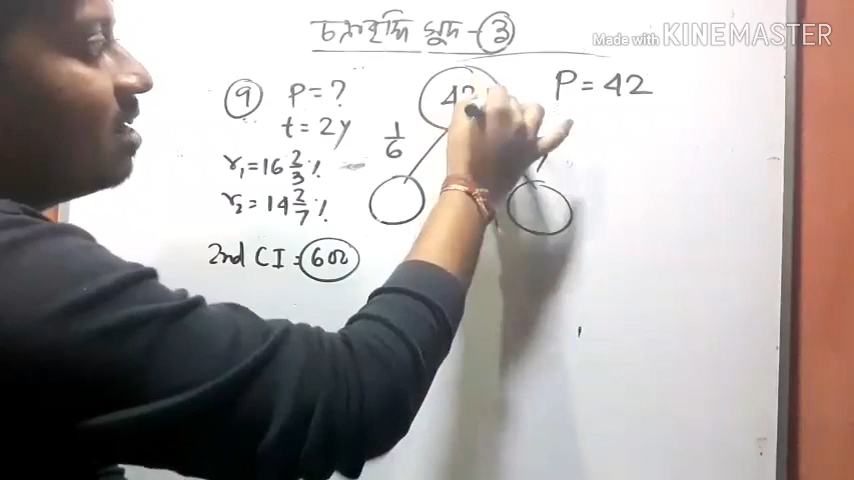 চক্রবৃদ্ধি সুদ-৩
Made with KINEMASTER
9 P = ? 42 P = 42
t = 2y 1/6
r₁ = 16 2/3 %
r₂ = 14 2/7 %
2nd CI = 602